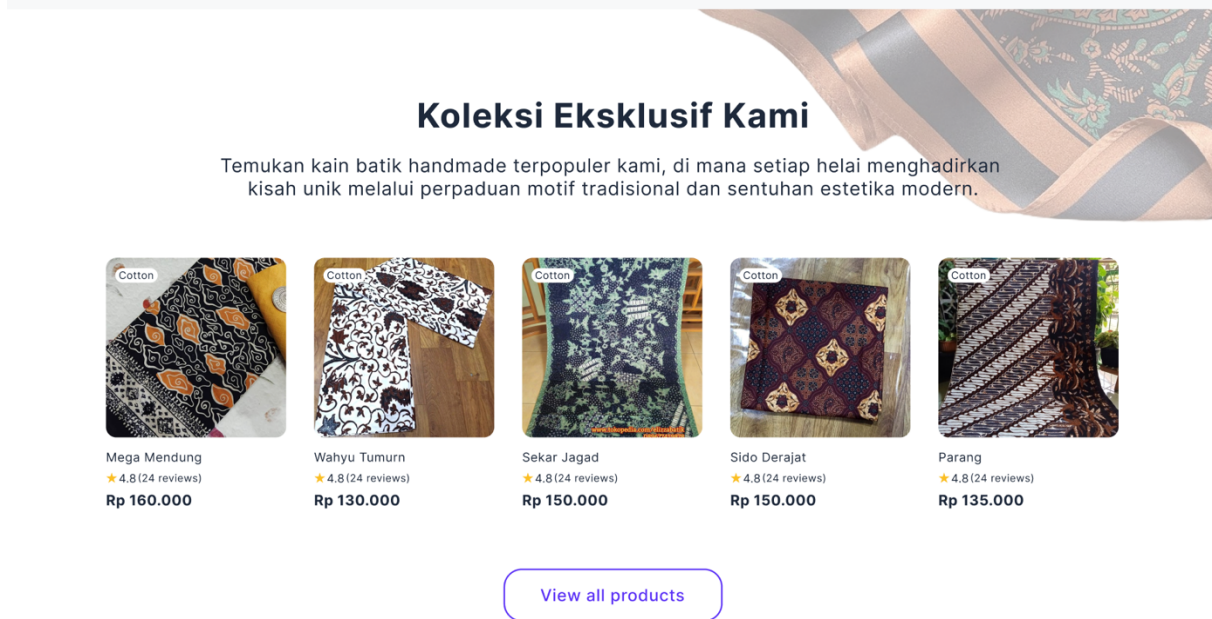 Koleksi Eksklusif Kami
Temukan kain batik handmade terpopuler kami, di mana setiap helai menghadirkan
kisah unik melalui perpaduan motif tradisional dan sentuhan estetika modern.
Cotton
Cotton
Cotton
Cotton
Cotton
Mega Mendung
Wahyu Tumurn
Sekar Jagad
Sido Derajat
Parang
4.8 (24 reviews)
4.8 (24 reviews)
4.8 (24 reviews)
4.8 (24 reviews)
4.8 (24 reviews)
Rp 160.000
Rp 130.000
Rp 150.000
Rp 150.000
Rp 135.000
View all products